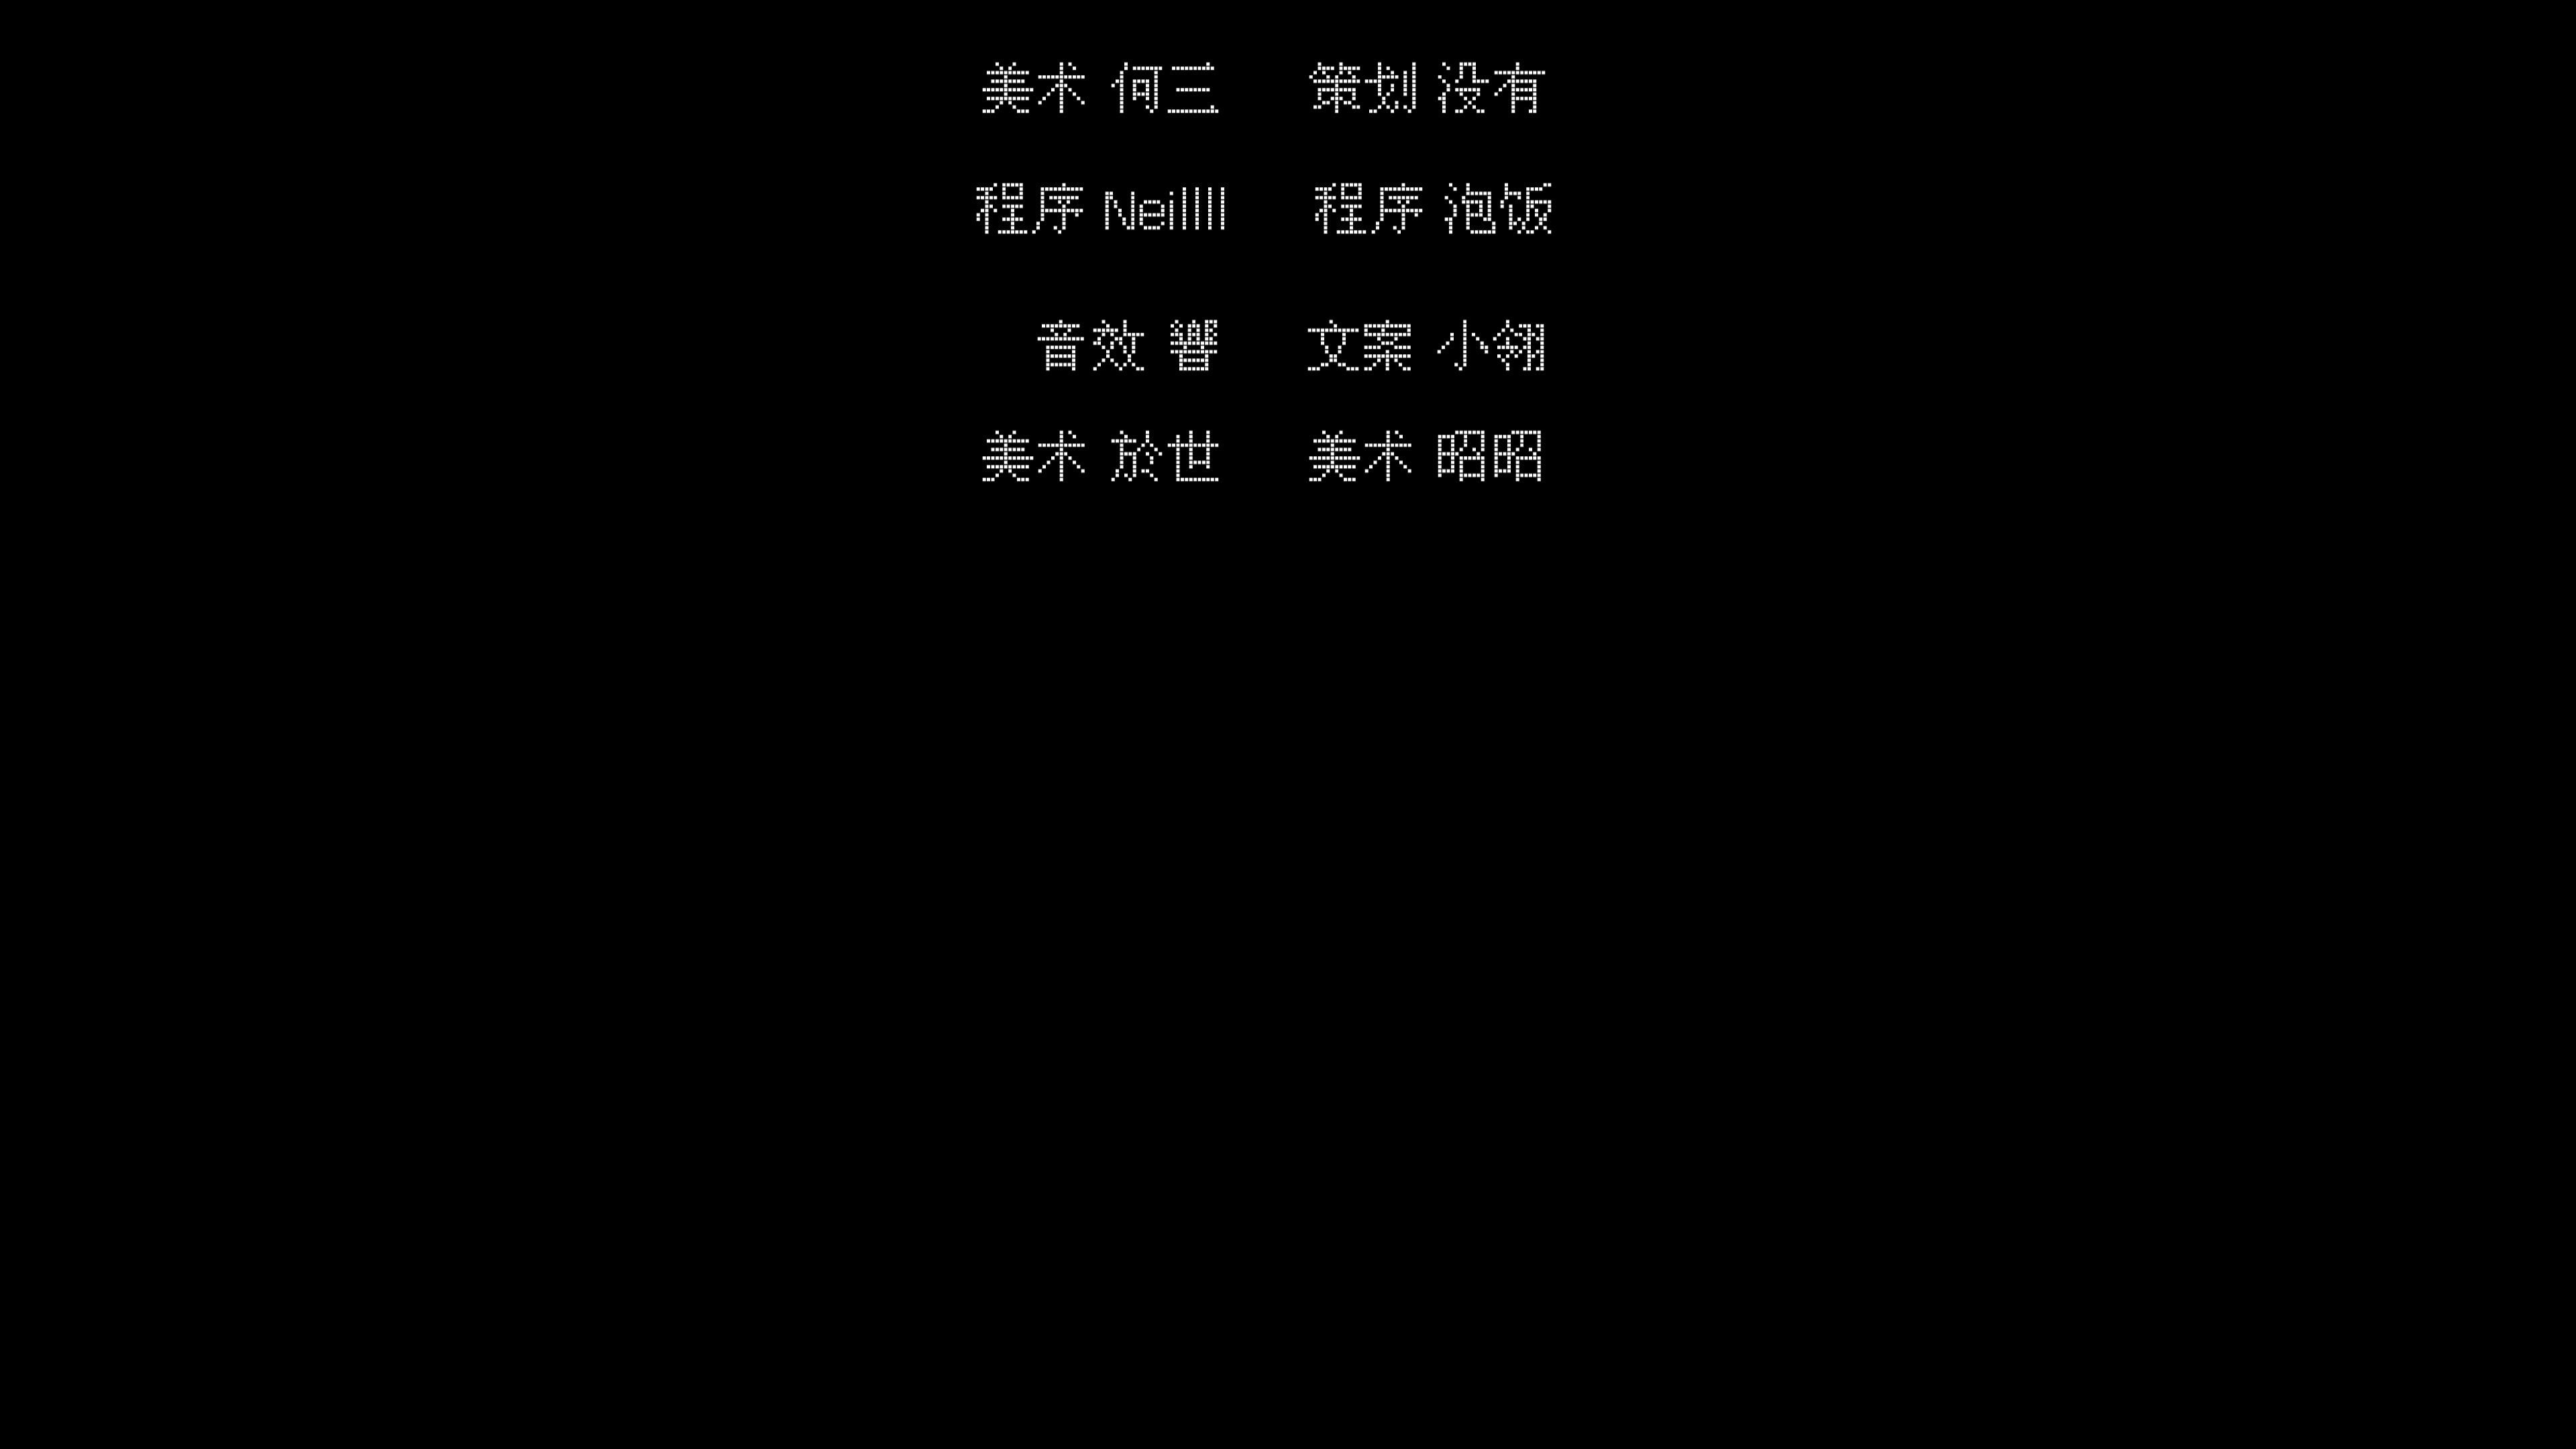 美术 何三 策划 没有
程序 Neillll 程序 泡饭
音效 響 文案 小翎
美术 於世 美术 昭昭